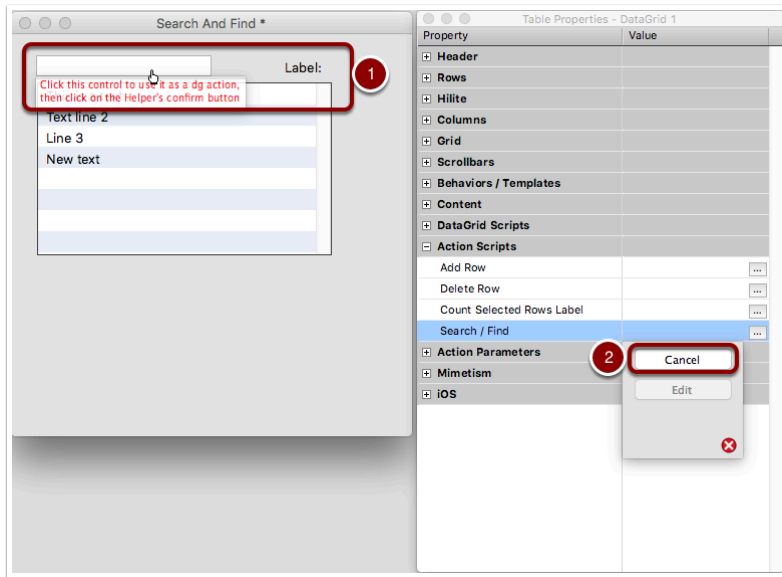 Search And Find *
Label:
1
Click this control to use it as a dg action,
then click on the Helper's confirm button
Text line 2
Line 3
New text
Table Properties - DataGrid 1
Property Value
Header
Rows
Hilite
Columns
Grid
Scrollbars
Behaviors / Templates
Content
DataGrid Scripts
Action Scripts
Add Row ...
Delete Row ...
Count Selected Rows Label ...
Search / Find ...
Action Parameters
Mimetism
iOS
2
Cancel
Edit